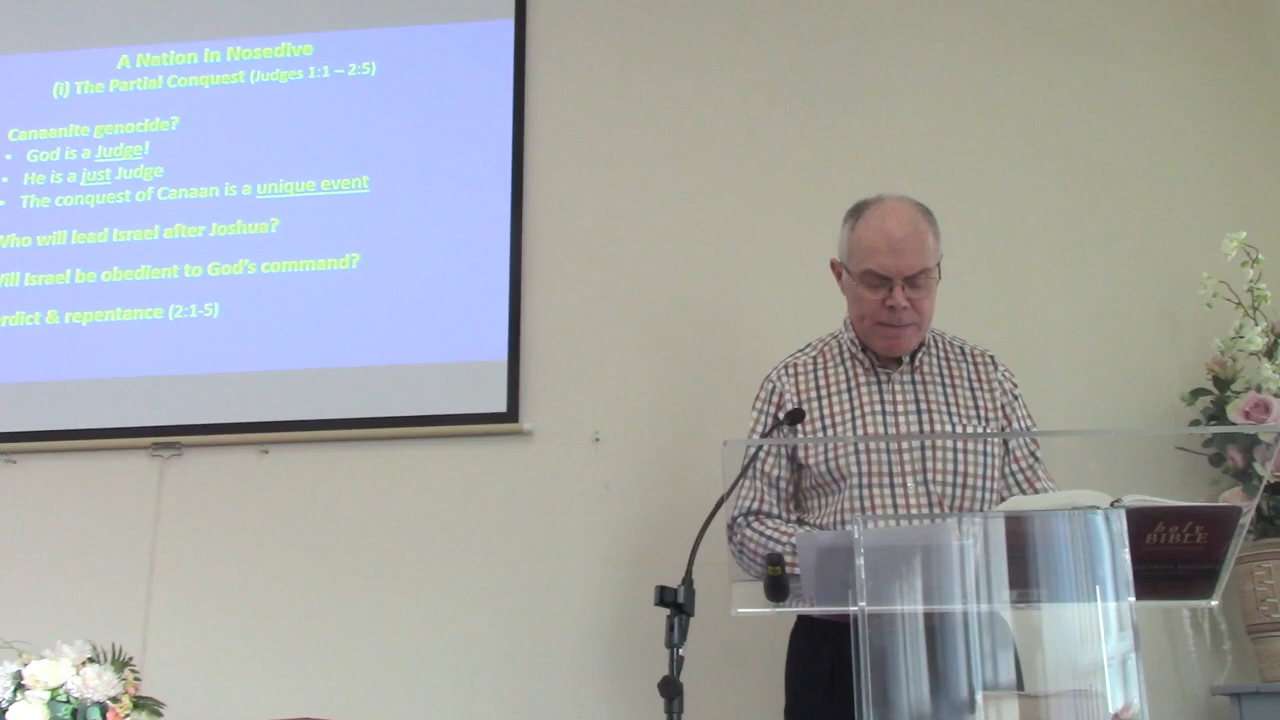 A Nation in Nosedive
(i) The Partial Conquest (Judges 1:1 – 2:5)
Canaanite genocide?
• God is a Judge!
• He is a just Judge
• The conquest of Canaan is a unique event
Who will lead Israel after Joshua?
ill Israel be obedient to God's command?
rdict & repentance (2:1-5)
holy
BIBLE